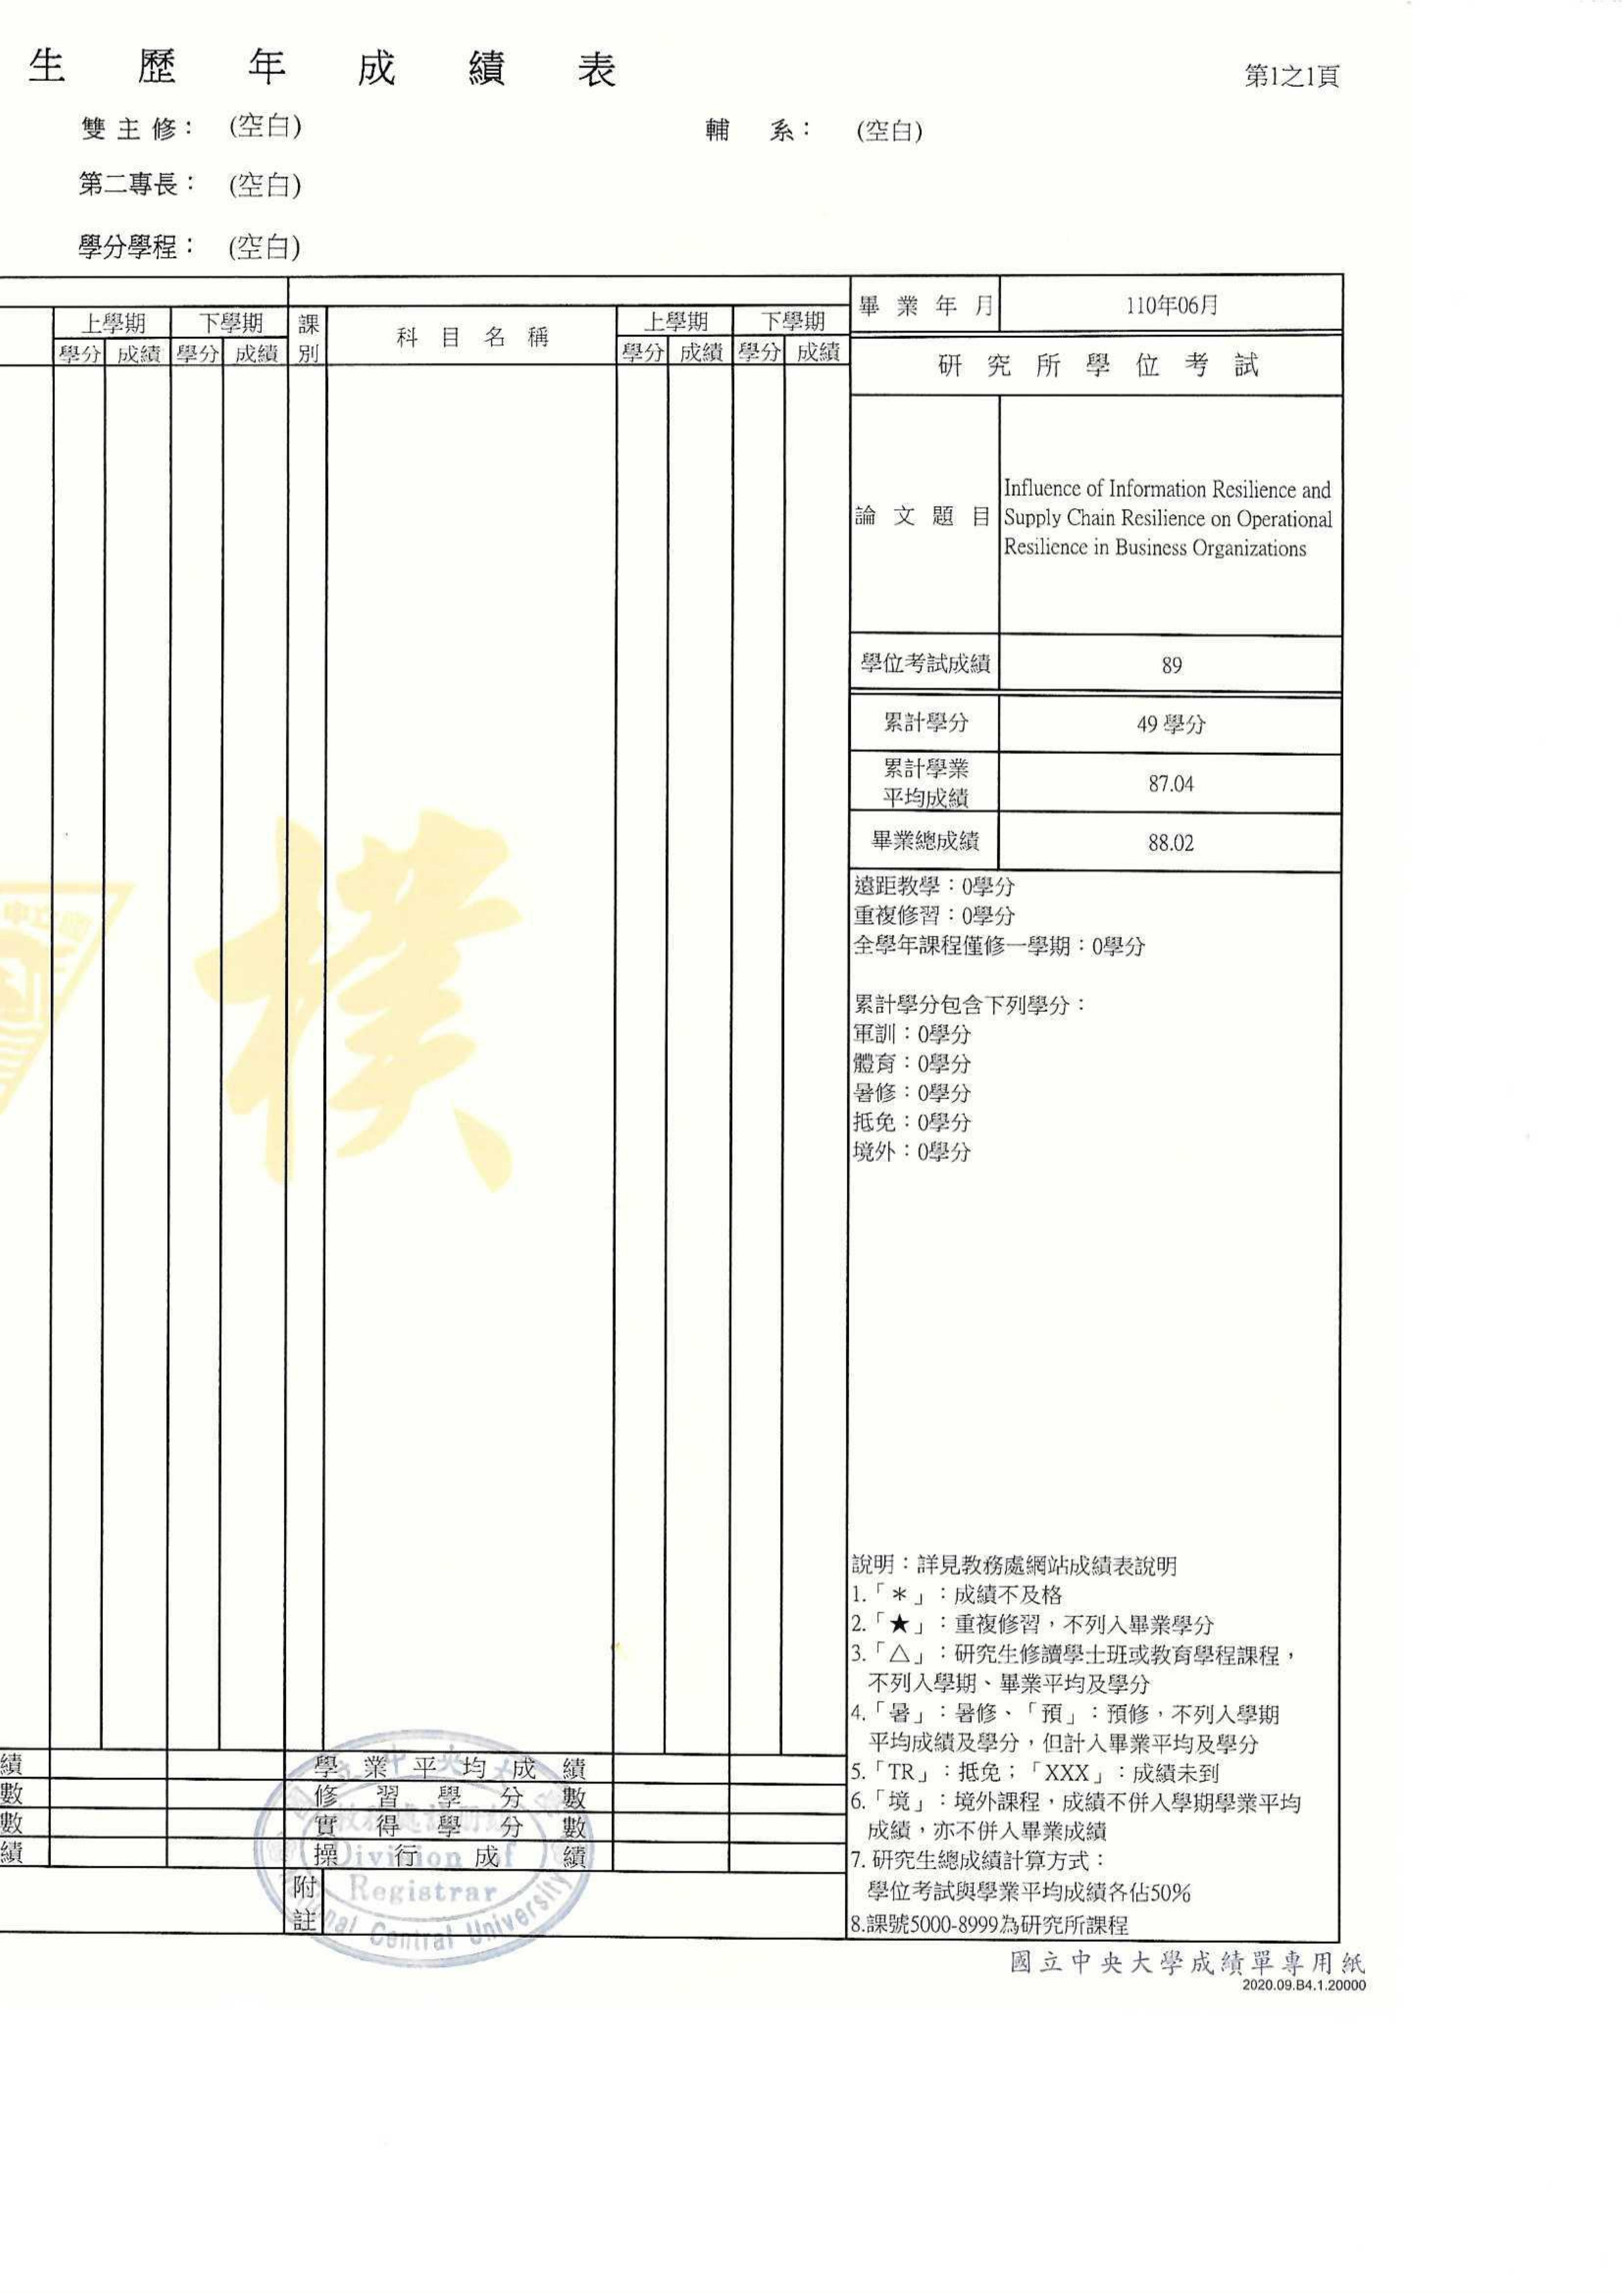 生 歷 年 成 績 表
第1之1頁
雙主修： (空白)
輔 系： (空白)
第二專長： (空白)
學分學程： (空白)
上學期 下學期
學分 成績 學分 成績
課別 科目名稱
上學期 下學期
學分 成績 學分 成績
畢業年月 110年06月
研究所學位考試
論文題目
Influence of Information Resilience and
Supply Chain Resilience on Operational
Resilience in Business Organizations
學位考試成績 89
累計學分 49 學分
累計學業
平均成績
87.04
畢業總成績 88.02
遠距教學：0學分
重複修習：0學分
全學年課程僅修一學期：0學分
累計學分包含下列學分：
軍訓：0學分
體育：0學分
暑修：0學分
抵免：0學分
境外：0學分
樸
說明：詳見教務處網站成績表說明
1.「＊」：成績不及格
2.「★」：重複修習，不列入畢業學分
3.「△」：研究生修讀學士班或教育學程課程，
不列入學期、畢業平均及學分
4.「暑」：暑修、「預」：預修，不列入學期
平均成績及學分，但計入畢業平均及學分
5.「TR」：抵免；「XXX」：成績未到
6.「境」：境外課程，成績不併入學期學業平均
成績，亦不併入畢業成績
7. 研究生總成績計算方式：
學位考試與學業平均成績各佔50%
8.課號5000-8999為研究所課程
績 學業平均成績
數 修習學分數
數 實得學分數
績 操行成績
附註
Division of
Registrar
National Central University
國立中央大學成績單專用紙
2020.09.B4.1.20000